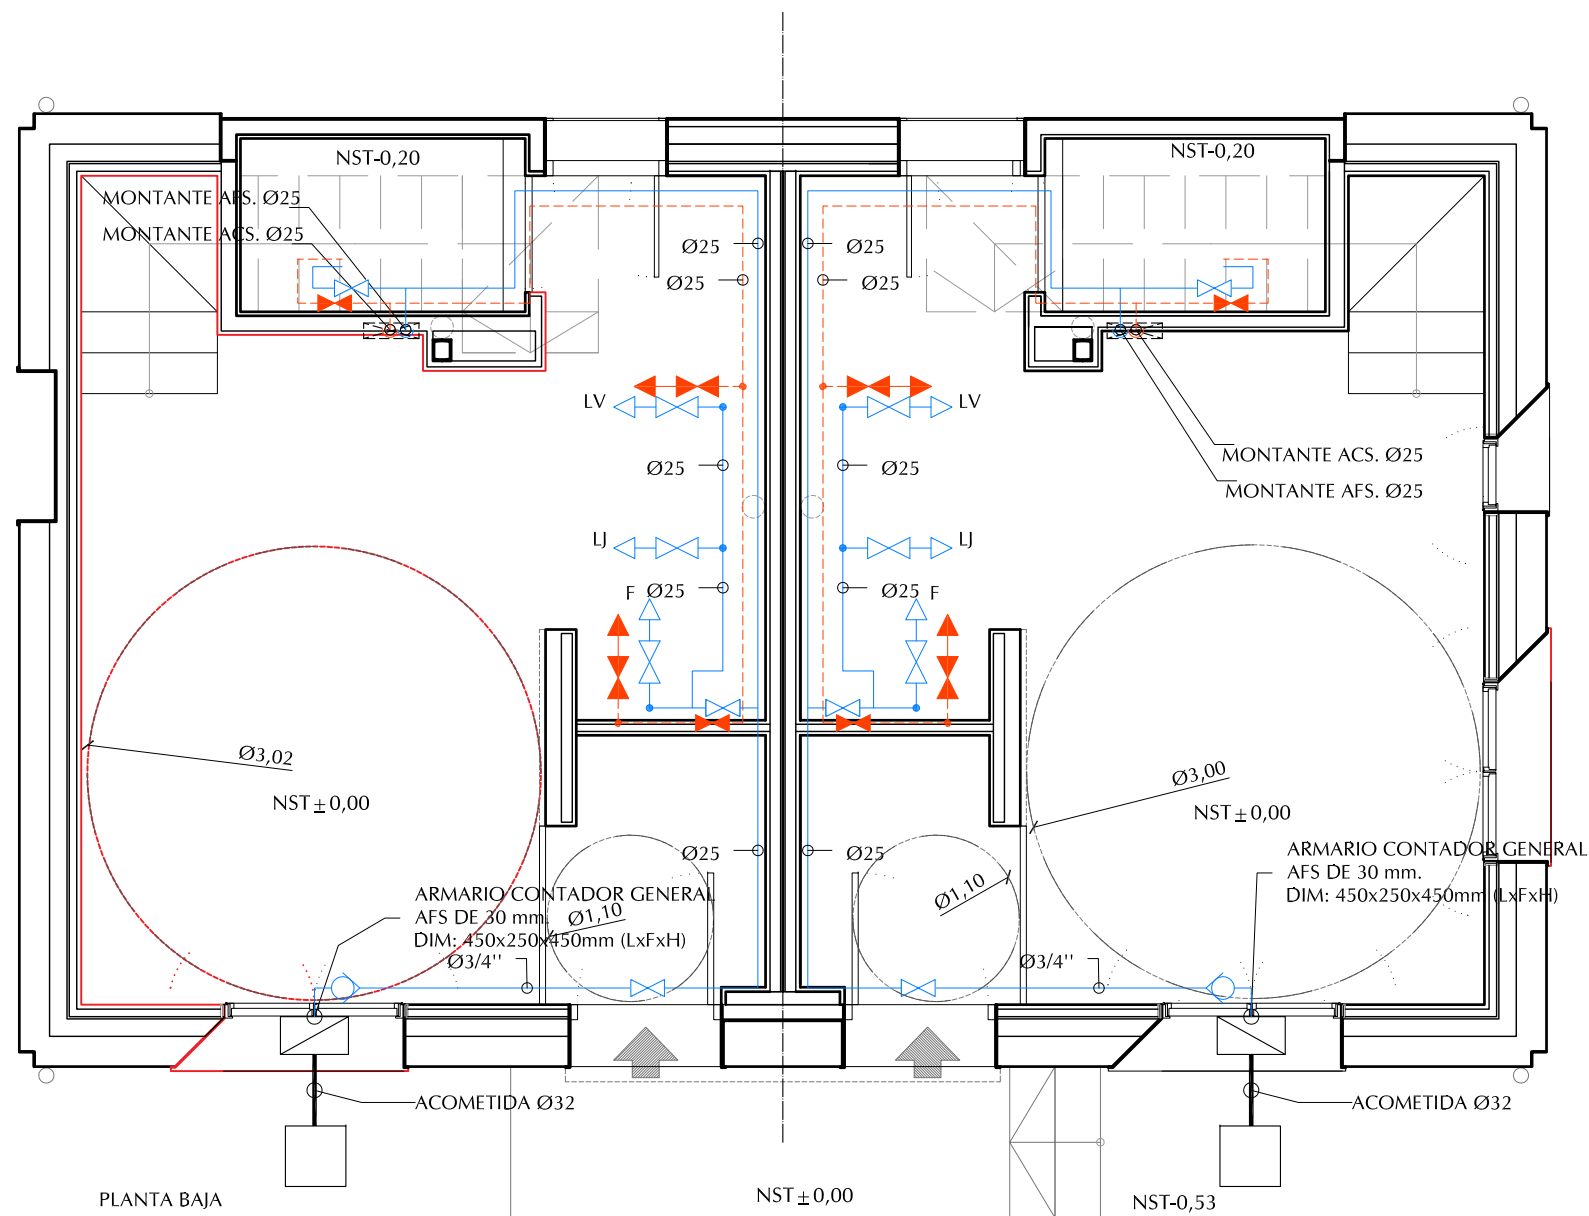 NST-0,20
NST-0,20
MONTANTE AFS. Ø25
MONTANTE ACS. Ø25
Ø25
Ø25
Ø25
Ø25
LV
LV
MONTANTE ACS. Ø25
Ø25
Ø25
MONTANTE AFS. Ø25
LJ
LJ
F
Ø25
Ø25
F
Ø3,02
Ø3,00
NST±0,00
NST±0,00
Ø25
Ø25
ARMARIO CONTADOR GENERAL
AFS DE 30 mm.
DIM: 450x250x450mm (LxFxH)
ARMARIO CONTADOR GENERAL
AFS DE 30 mm.
DIM: 450x250x450mm (LxFxH)
Ø1,10
Ø1,10
Ø3/4''
Ø3/4''
ACOMETIDA Ø32
ACOMETIDA Ø32
PLANTA BAJA
NST±0,00
NST-0,53